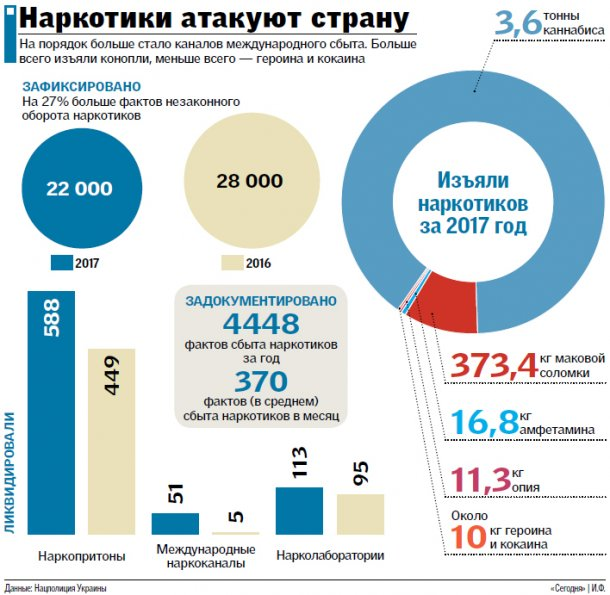 Наркотики атакуют страну
На порядок больше стало каналов международного сбыта. Больше
всего изъяли конопли, меньше всего — героина и кокаина
ЗАФИКСИРОВАНО
На 27% больше фактов незаконного
оборота наркотиков
22 000
28 000
2017
2016
3,6 тонны
каннабиса
Изъяли
наркотиков
за 2017 год
373,4 кг маковой
соломки
16,8 кг
амфетамина
11,3 кг
опия
Около
10 кг героина
и кокаина
ЗАДОКУМЕНТИРОВАНО
4448
фактов сбыта наркотиков
за год
370
фактов (в среднем)
сбыта наркотиков в месяц
ЛИКВИДИРОВАЛИ
588
449
Наркопритоны
51
5
Международные
наркоканалы
113
95
Нарколаборатории
Данные: Нацполиция Украины
«Сегодня» | И.Ф.